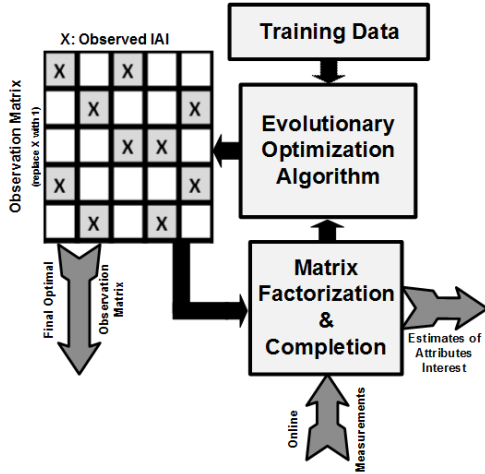 X: Observed IAI
Training Data
Observation Matrix
(replace X with 1)
X X
X X
X X
X X
X X
Evolutionary
Optimization
Algorithm
Final Optimal
Observation
Matrix
Matrix
Factorization
&
Completion
Estimates of
Attributes
Interest
Online
Measurements